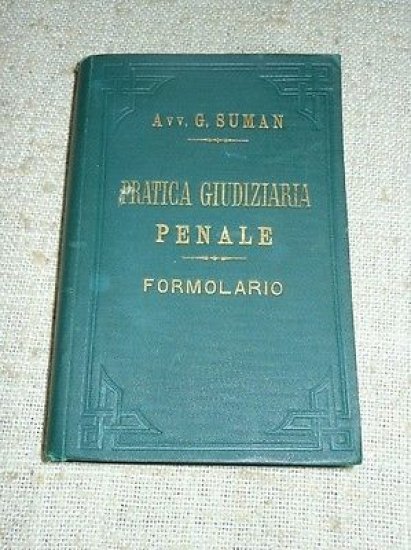 Avv. G. SUMAN
PRATICA GIUDIZIARIA
PENALE
FORMOLARIO